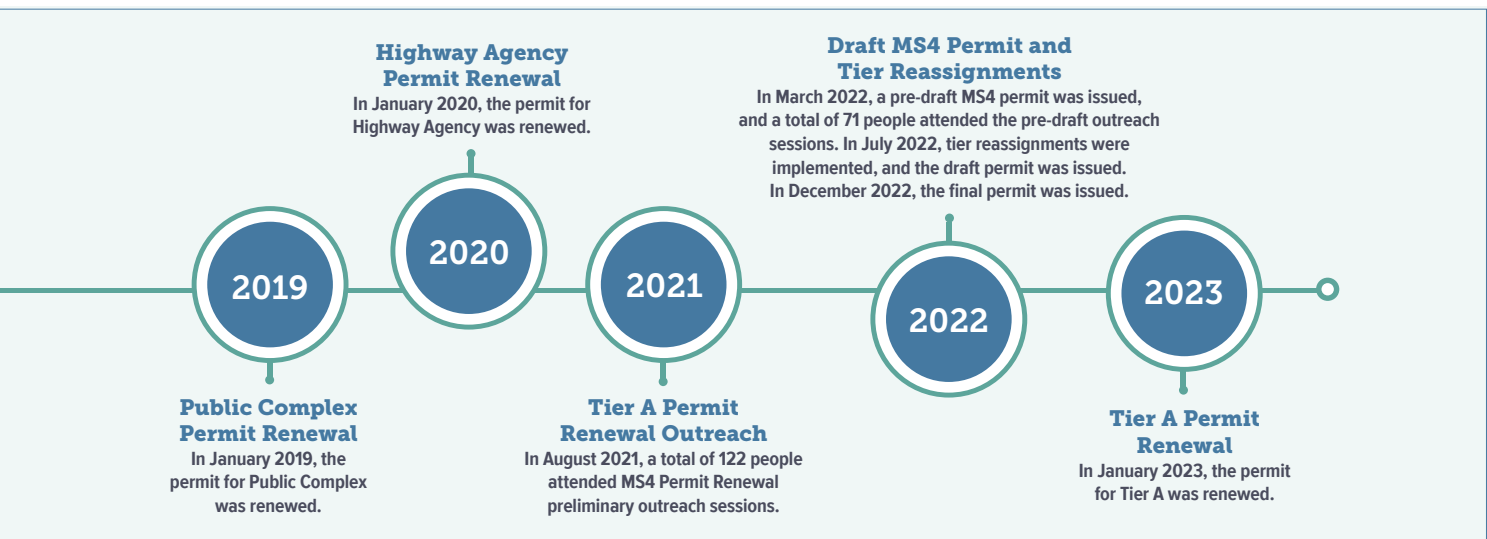 2019
Public Complex
Permit Renewal
In January 2019, the
permit for Public Complex
was renewed.
Highway Agency
Permit Renewal
In January 2020, the permit for
Highway Agency was renewed.
2020
2021
Tier A Permit
Renewal Outreach
In August 2021, a total of 122 people
attended MS4 Permit Renewal
preliminary outreach sessions.
Draft MS4 Permit and
Tier Reassignments
In March 2022, a pre-draft MS4 permit was issued,
and a total of 71 people attended the pre-draft outreach
sessions. In July 2022, tier reassignments were
implemented, and the draft permit was issued.
In December 2022, the final permit was issued.
2022
2023
Tier A Permit
Renewal
In January 2023, the permit
for Tier A was renewed.